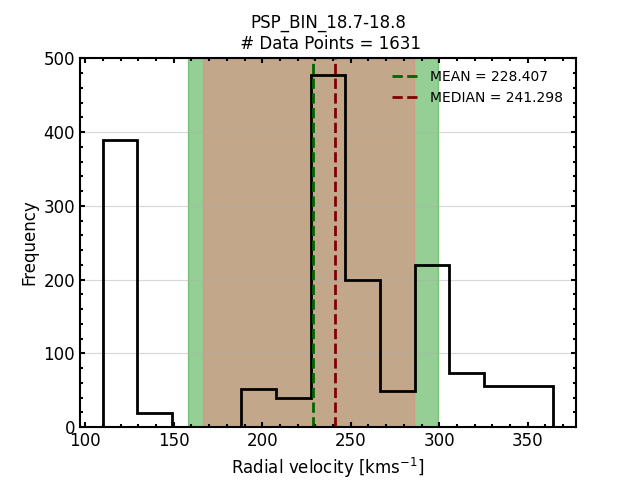 PSP_BIN_18.7-18.8
# Data Points = 1631
MEAN = 228.407
MEDIAN = 241.298
Frequency
500
400
300
200
100
0
100 150 200 250 300 350
Radial velocity [kms⁻¹]